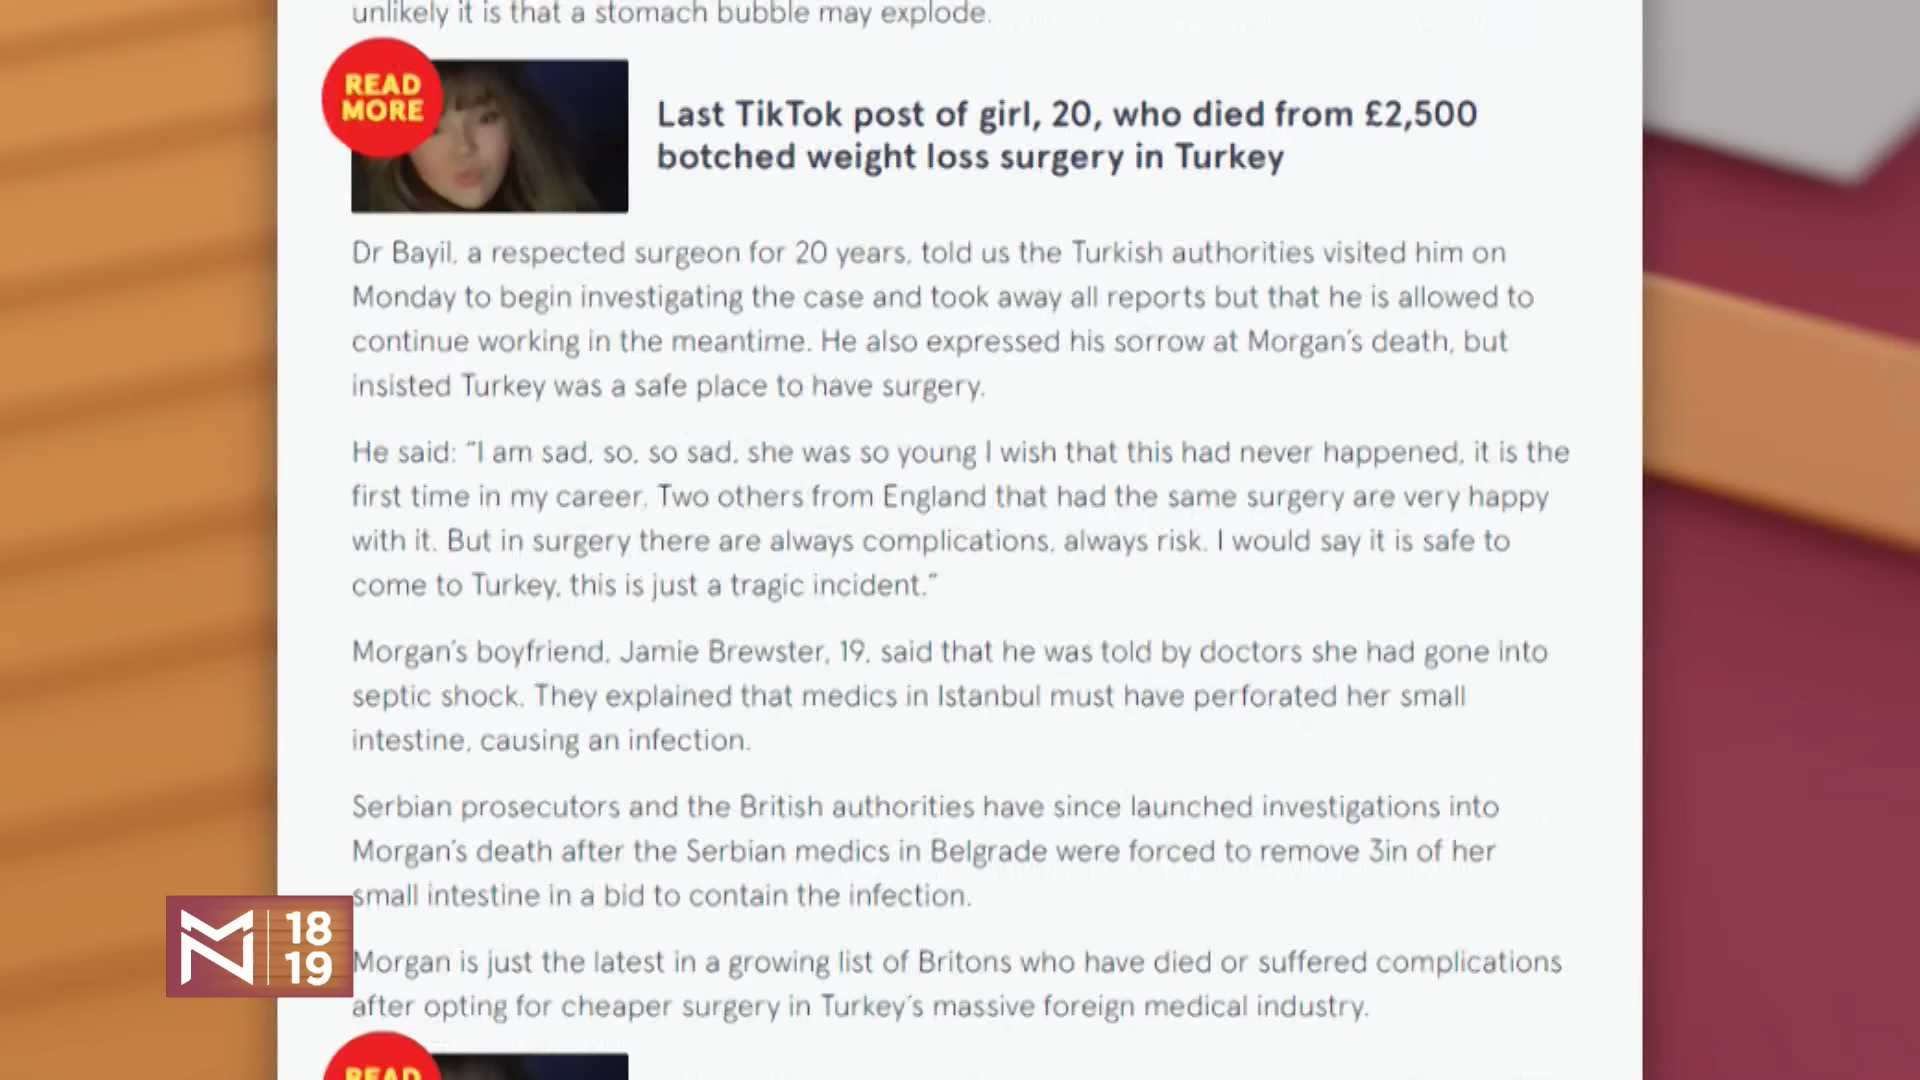 unlikely it is that a stomach bubble may explode.
READ
MORE
Last TikTok post of girl, 20, who died from £2,500
botched weight loss surgery in Turkey
Dr Bayil, a respected surgeon for 20 years, told us the Turkish authorities visited him on
Monday to begin investigating the case and took away all reports but that he is allowed to
continue working in the meantime. He also expressed his sorrow at Morgan's death, but
insisted Turkey was a safe place to have surgery.
He said: “I am sad, so, so sad, she was so young I wish that this had never happened, it is the
first time in my career. Two others from England that had the same surgery are very happy
with it. But in surgery there are always complications, always risk. I would say it is safe to
come to Turkey, this is just a tragic incident.”
Morgan's boyfriend, Jamie Brewster, 19, said that he was told by doctors she had gone into
septic shock. They explained that medics in Istanbul must have perforated her small
intestine, causing an infection.
Serbian prosecutors and the British authorities have since launched investigations into
Morgan's death after the Serbian medics in Belgrade were forced to remove 3in of her
small intestine in a bid to contain the infection.
Morgan is just the latest in a growing list of Britons who have died or suffered complications
after opting for cheaper surgery in Turkey's massive foreign medical industry.
18
19
READ